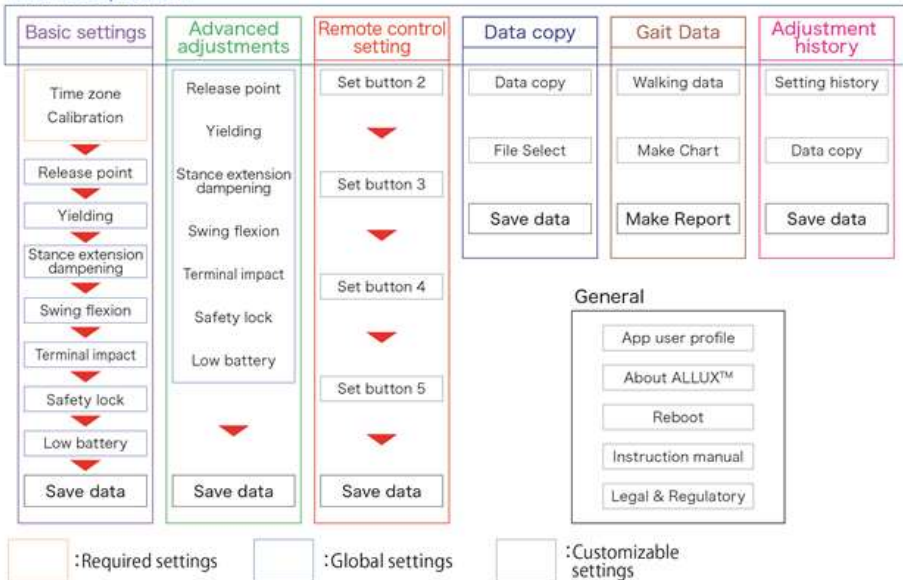 Basic settings
Time zone
Calibration
Release point
Yielding
Stance extension
dampening
Swing flexion
Terminal impact
Safety lock
Low battery
Save data
Advanced
adjustments
Release point
Yielding
Stance extension
dampening
Swing flexion
Terminal impact
Safety lock
Low battery
Save data
Remote control
setting
Set button 2
Set button 3
Set button 4
Set button 5
Save data
Data copy
Data copy
File Select
Save data
Gait Data
Walking data
Make Chart
Make Report
Adjustment
history
Setting history
Data copy
Save data
General
App user profile
About ALLUX™
Reboot
Instruction manual
Legal & Regulatory
:Required settings
:Global settings
:Customizable
settings